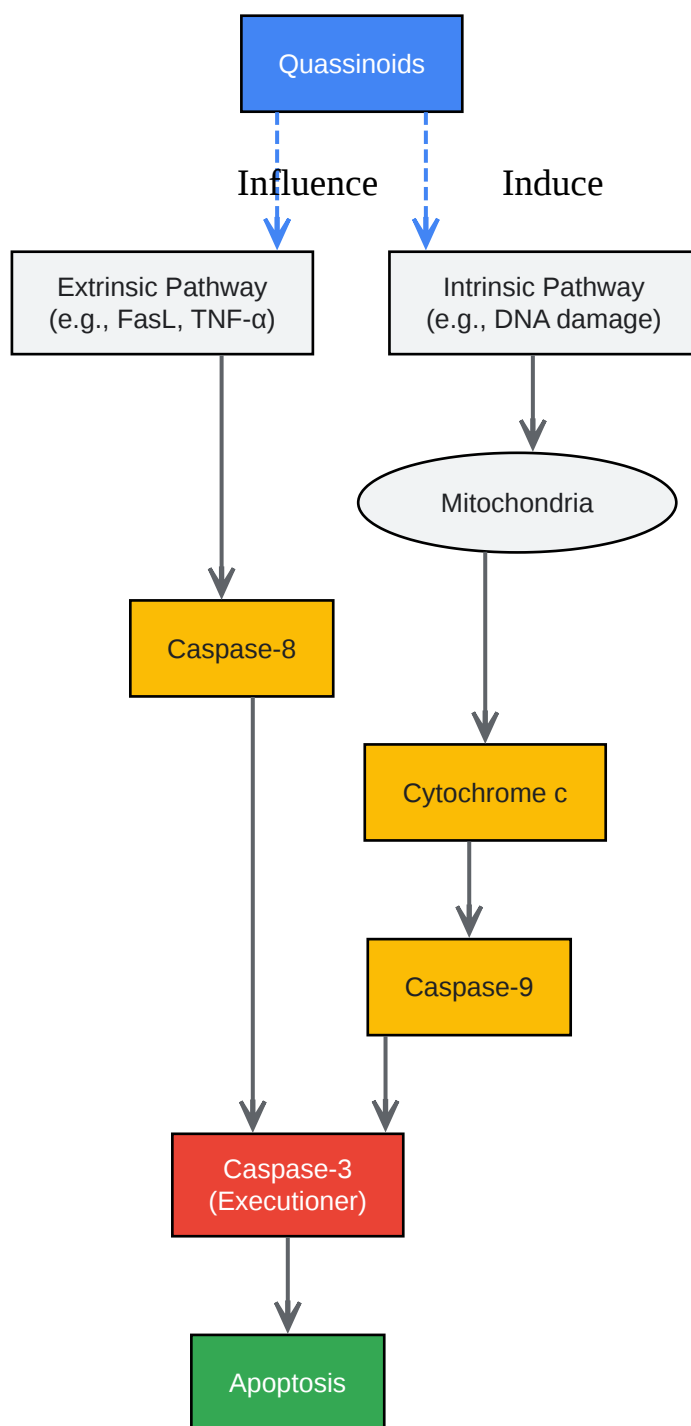 Quassinoids
Influence
Induce
Extrinsic Pathway
(e.g., FasL, TNF-α)
Intrinsic Pathway
(e.g., DNA damage)
Mitochondria
Caspase-8
Cytochrome c
Caspase-9
Caspase-3
(Executioner)
Apoptosis